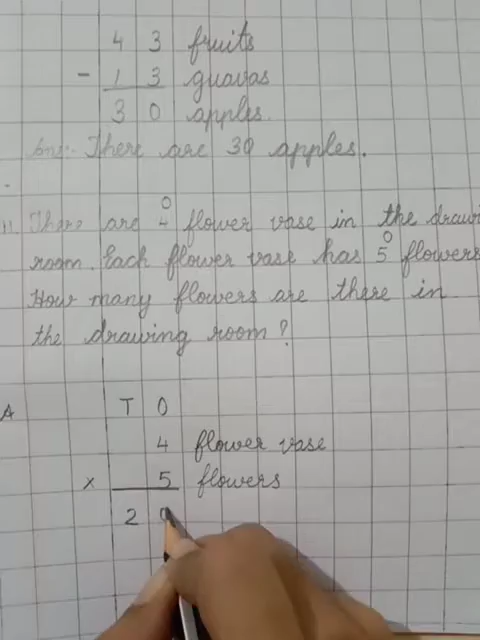 4 3 fruits
- 1 3 guavas
3 0 apples.
Ans:- There are 30 apples.
O
11. There are 4 flower vase in the drawi
O
room. Each flower vase has 5 flowers
How many flowers are there in
the drawing room?
A T O
4 flower vase
x 5 flowers
2 0